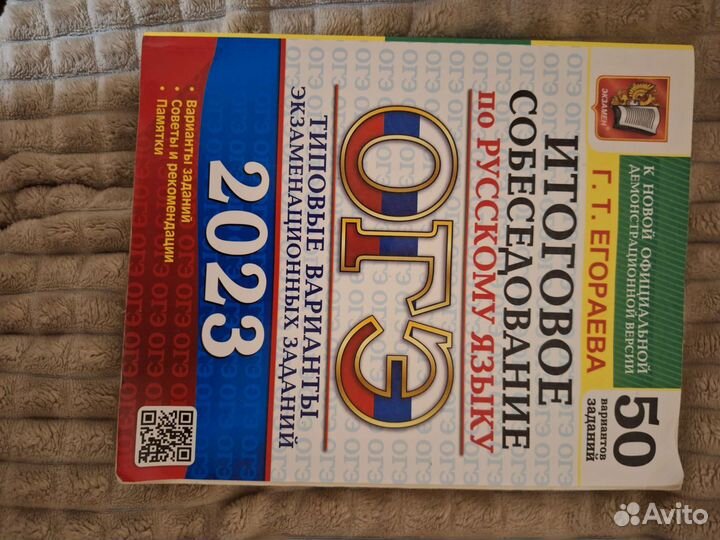 К НОВОЙ ОФИЦИАЛЬНОЙ
ДЕМОНСТРАЦИОННОЙ ВЕРСИИ
ЭКЗАМЕН
Г. Т. ЕГОРАЕВА
50
вариантов
заданий
ИТОГОВОЕ
СОБЕСЕДОВАНИЕ
ПО РУССКОМУ ЯЗЫКУ
ОГЭ
ТИПОВЫЕ ВАРИАНТЫ
ЭКЗАМЕНАЦИОННЫХ ЗАДАНИЙ
2023
• Варианты заданий
• Советы и рекомендации
• Памятки
Avito